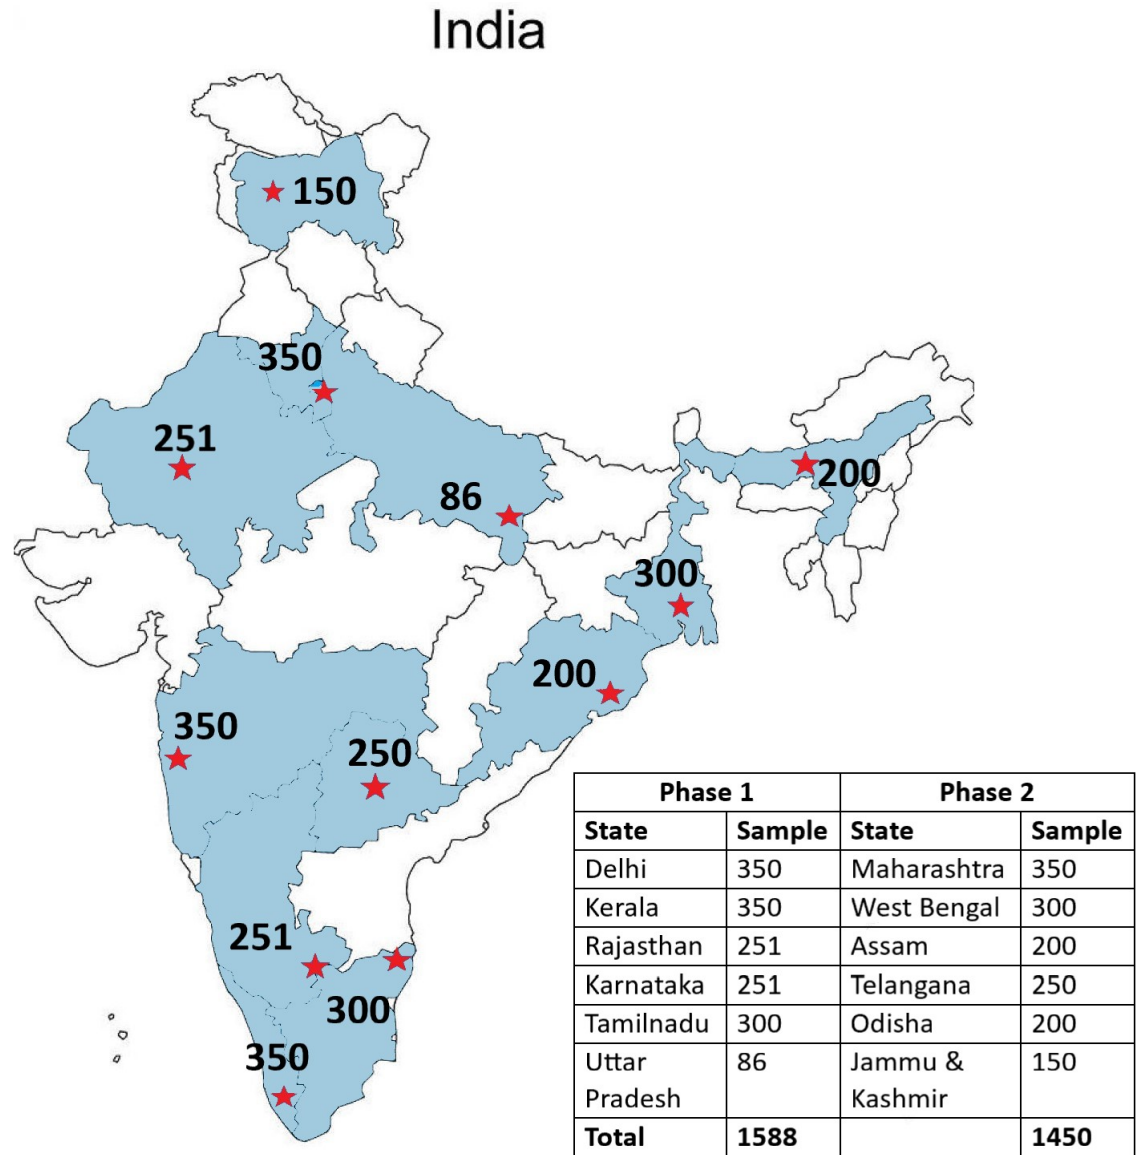 India
150
350
251
86
200
300
200
350
250
251
300
350
Phase 1 Phase 2
State Sample State Sample
Delhi 350 Maharashtra 350
Kerala 350 West Bengal 300
Rajasthan 251 Assam 200
Karnataka 251 Telangana 250
Tamilnadu 300 Odisha 200
Uttar 86 Jammu & 150
Pradesh Kashmir
Total 1588 1450